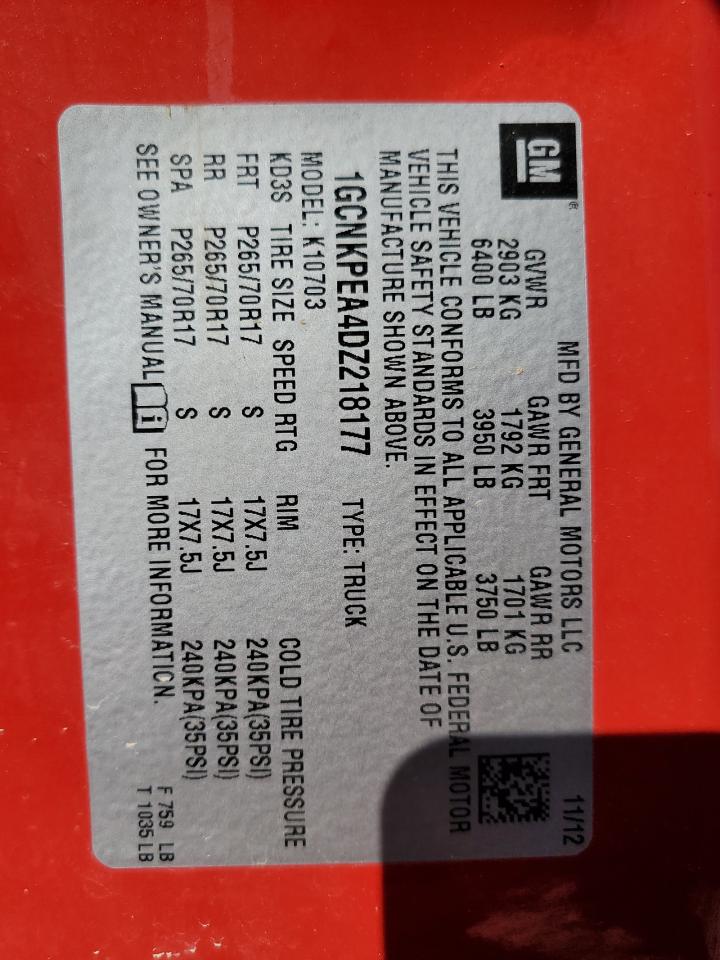 GM®
MFD BY GENERAL MOTORS LLC 11/12
GVWR GAWR FRT GAWR RR
2903 KG 1792 KG 1701 KG
6400 LB 3950 LB 3750 LB
THIS VEHICLE CONFORMS TO ALL APPLICABLE U.S. FEDERAL MOTOR
VEHICLE SAFETY STANDARDS IN EFFECT ON THE DATE OF
MANUFACTURE SHOWN ABOVE.
1GCNKPEA4DZ218177 TYPE: TRUCK
MODEL: K10703
KD3S TIRE SIZE SPEED RTG RIM COLD TIRE PRESSURE
FRT P265/70R17 S 17X7.5J 240KPA(35PSI)
RR P265/70R17 S 17X7.5J 240KPA(35PSI)
SPA P265/70R17 S 17X7.5J 240KPA(35PSI)
SEE OWNER'S MANUAL i FOR MORE INFORMATION.
F 759 LB
T 1035 LB